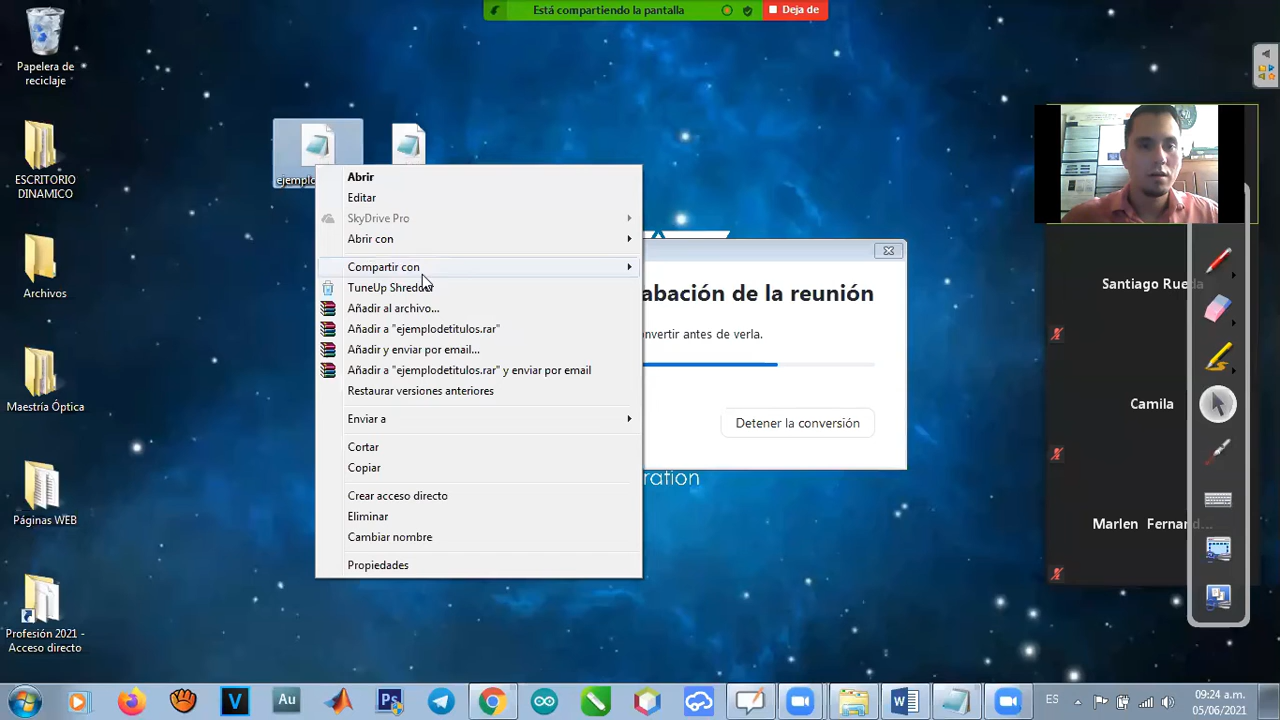 Está compartiendo la pantalla
Deja de
Papelera de
reciclaje
ESCRITORIO
DINAMICO
Archivos
Maestría Óptica
Páginas WEB
Profesión 2021 -
Acceso directo
Abrir
Editar
SkyDrive Pro
Abrir con
Compartir con
TuneUp Shredder
Añadir al archivo...
Añadir a "ejemplodetitulos.rar"
Añadir y enviar por email...
Añadir a "ejemplodetitulos.rar" y enviar por email
Restaurar versiones anteriores
Enviar a
Cortar
Copiar
Crear acceso directo
Eliminar
Cambiar nombre
Propiedades
abación de la reunión
onvertir antes de verla.
Detener la conversión
ration
Santiago Rueda
Camila
Marlen Fernand...
V
Au
Ps
W
ES
09:24 a.m.
05/06/2021